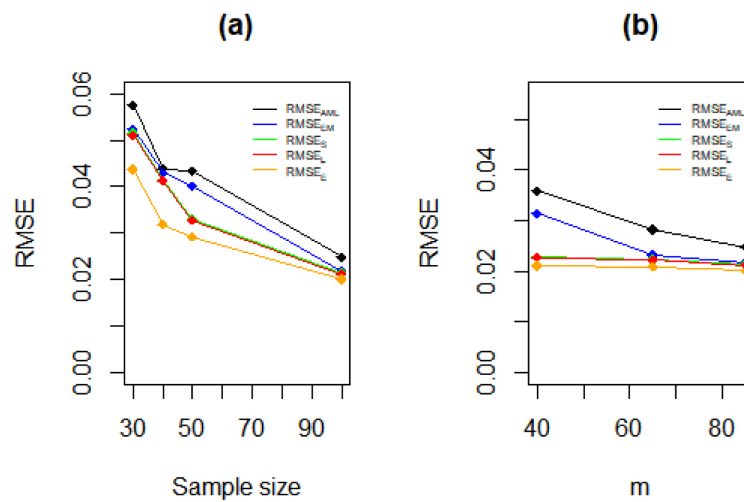 (a)
RMSE
0.00 0.02 0.04 0.06
RMSE_AML
RMSE_EM
RMSE_S
RMSE_L
RMSE_E
30 50 70 90
Sample size
(b)
RMSE
0.00 0.02 0.04
RMSE_AML
RMSE_EM
RMSE_S
RMSE_L
RMSE_E
40 60 80
m